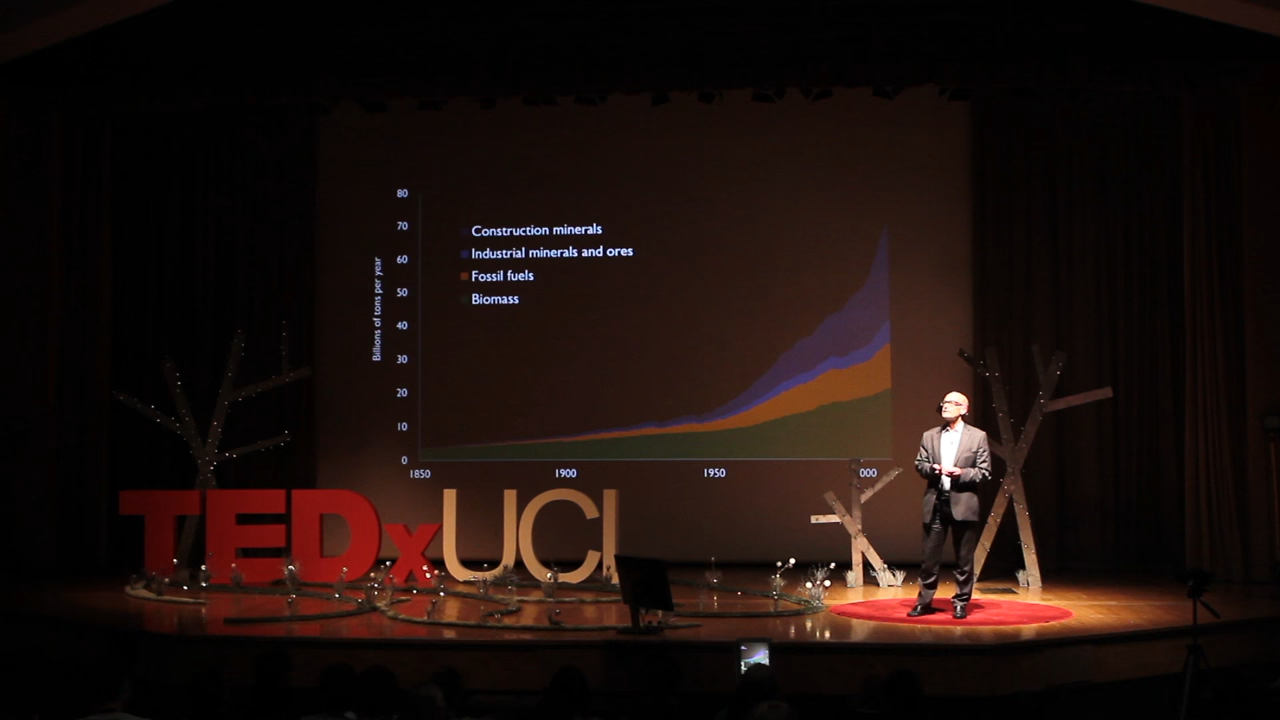 80
70
60
50
40
30
20
10
0
Billions of tons per year
Construction minerals
Industrial minerals and ores
Fossil fuels
Biomass
1850 1900 1950 000
TEDxUCI